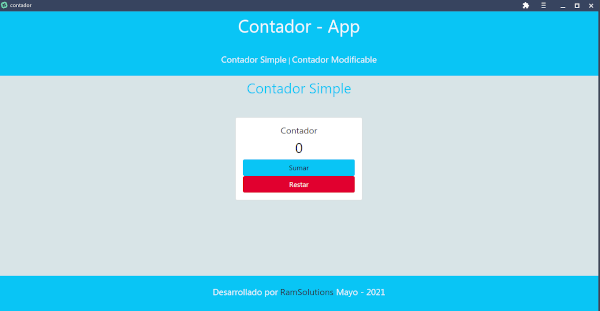 contador
Contador - App
Contador Simple | Contador Modificable
Contador Simple
Contador
0
Sumar
Restar
Desarrollado por RamSolutions Mayo - 2021